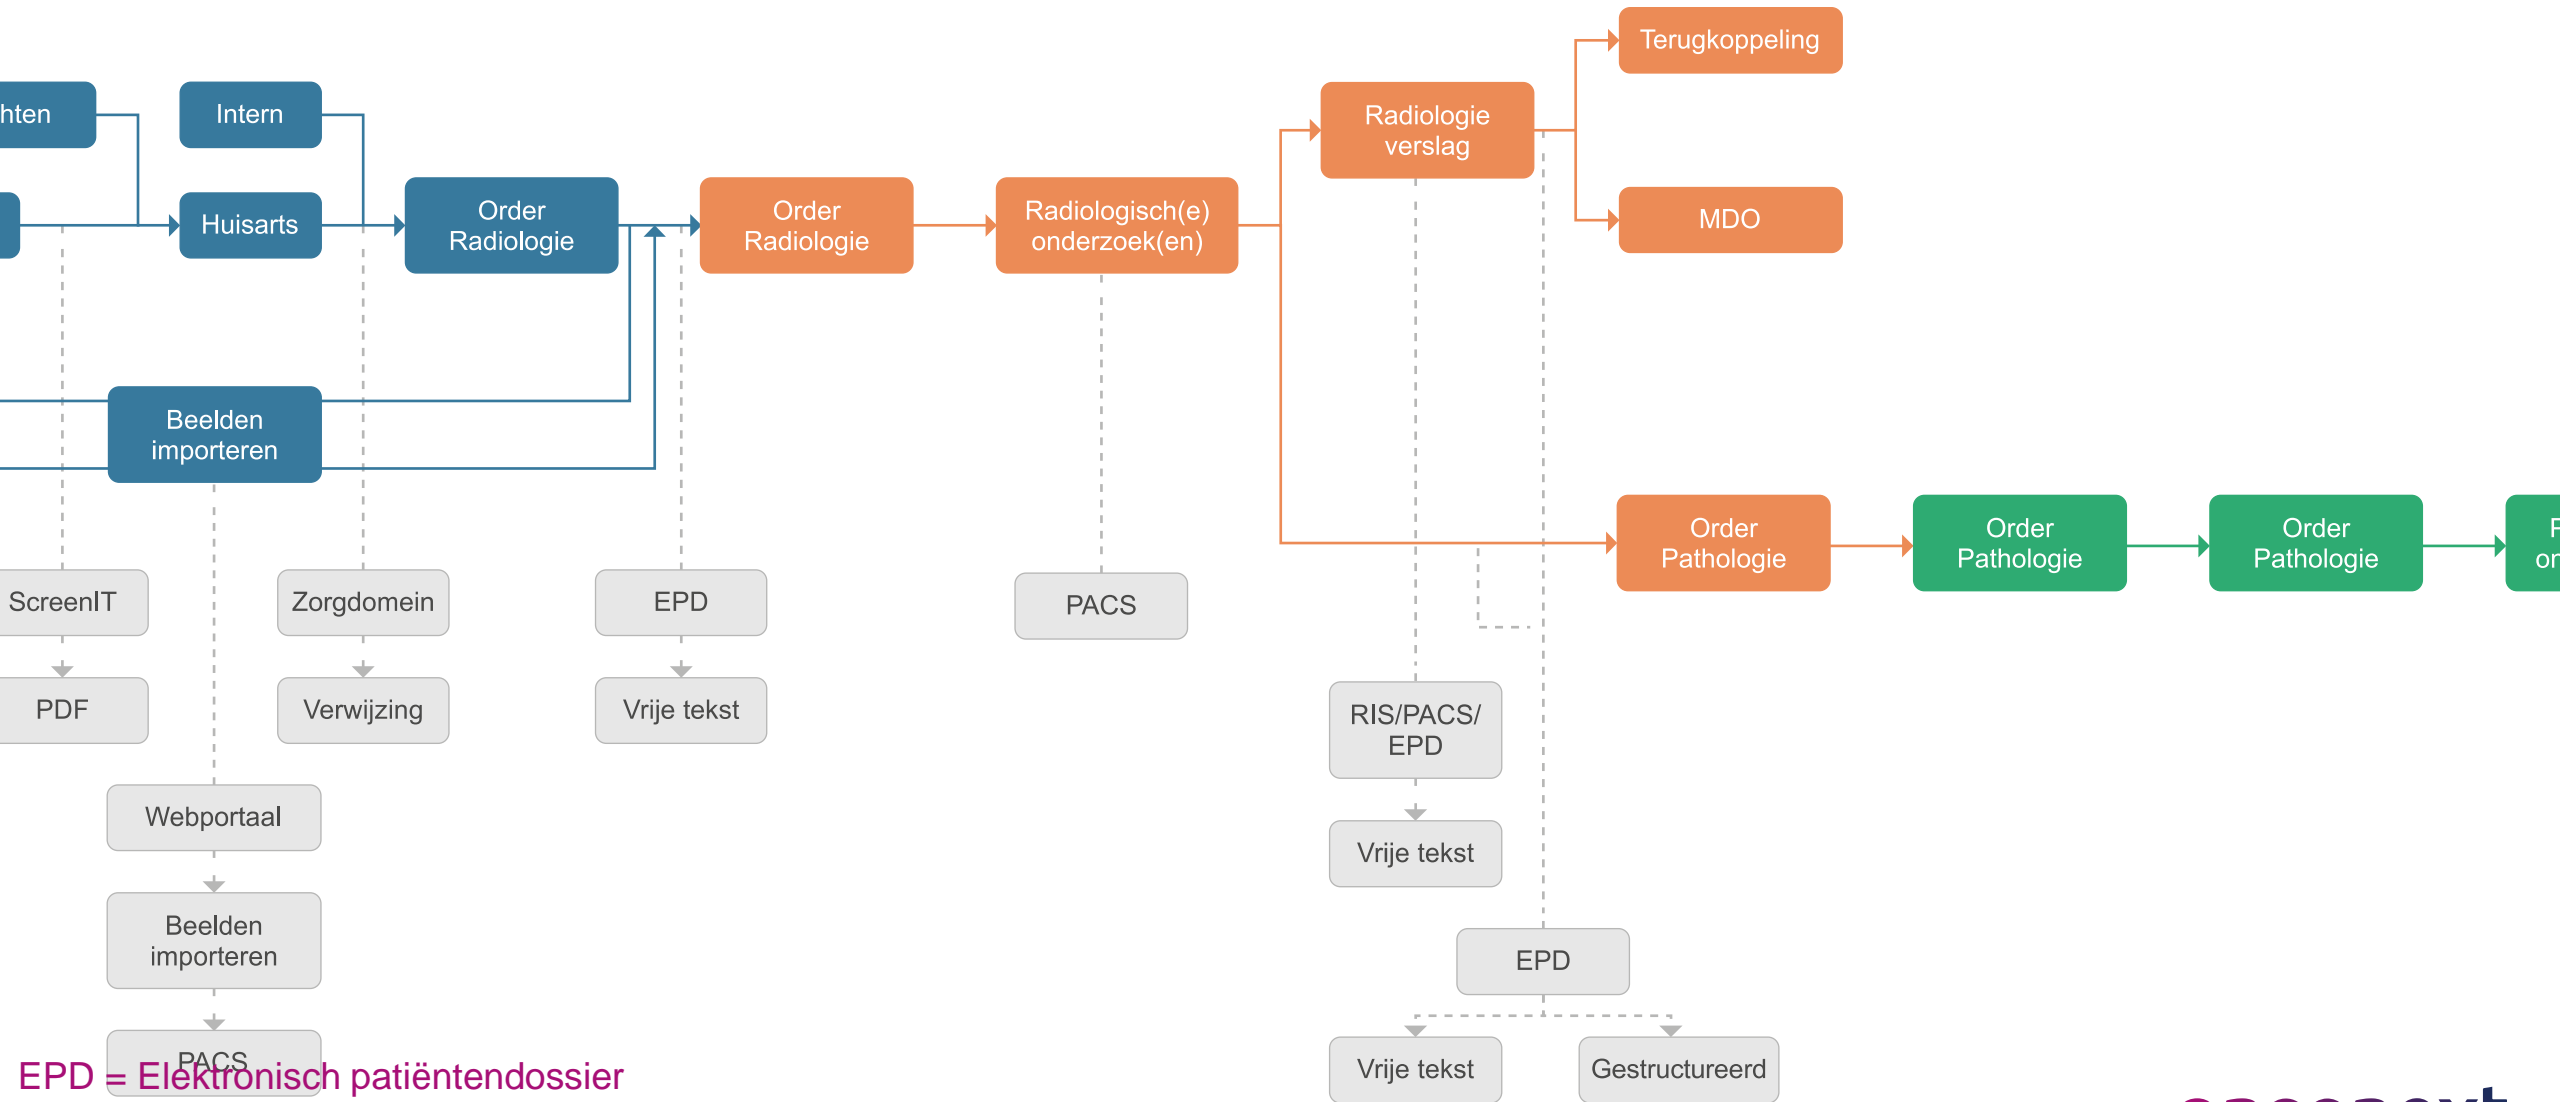 Terugkoppeling
hten
Intern
Radiologie
verslag
Huisarts
Order
Radiologie
Order
Radiologie
Radiologisch(e)
onderzoek(en)
MDO
Beelden
importeren
Order
Pathologie
Order
Pathologie
Order
Pathologie
ScreenIT
Zorgdomein
EPD
PACS
PDF
Verwijzing
Vrije tekst
RIS/PACS/
EPD
Webportaal
Vrije tekst
Beelden
importeren
EPD
PACS
EPD = Elektronisch patiëntendossier
Vrije tekst
Gestructureerd